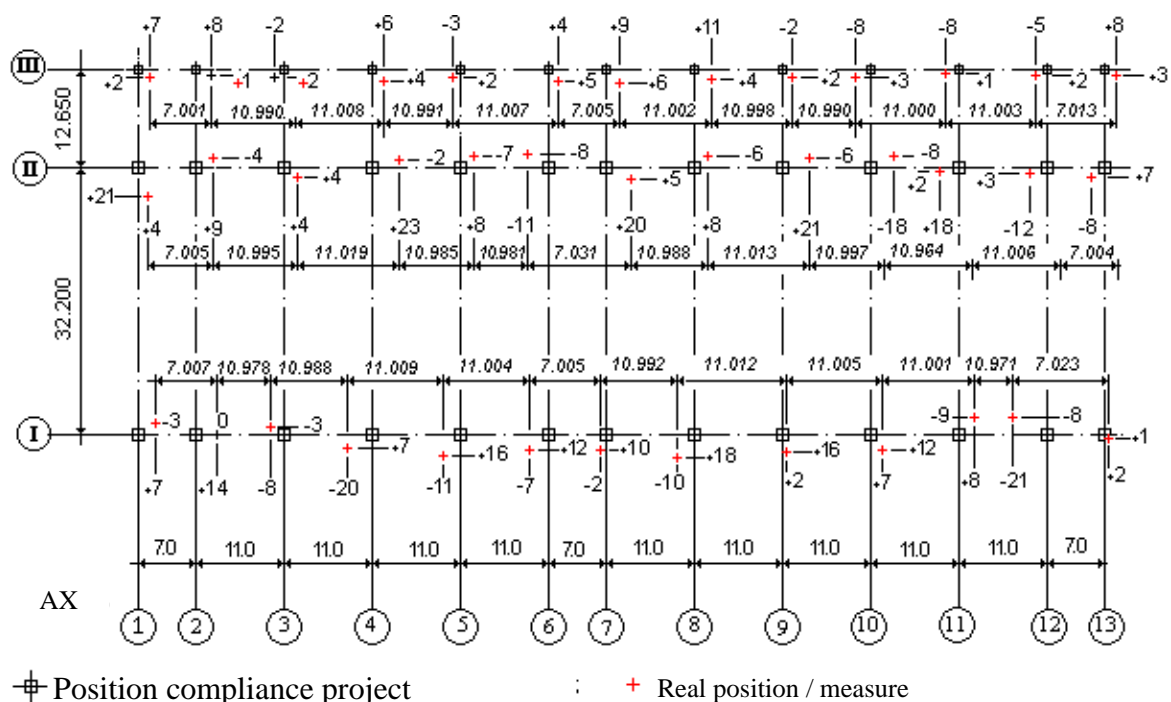 +7 +8 -2 +6 -3 +4 +9 +11 -2 -8 -8 -5 +8
III
+2 +1 +2 +4 +2 +5 +6 +4 +2 +3 +1 +2 +3
12.650
7.001 10.990 11.008 10.991 11.007 7.005 11.002 10.998 10.990 11.000 11.003 7.013
II
-4 -2 -7 -8 -6 -6 -8
+21 +4 +5 +2 +3 +7
+4 +9 +4 +23 +8 -11 +20 +8 +21 -18 +18 -12 -8
7.005 10.995 11.019 10.985 10.981 7.031 10.988 11.013 10.997 10.964 11.006 7.004
32.200
7.007 10.978 10.988 11.009 11.004 7.005 10.992 11.012 11.005 11.001 10.971 7.023
I
-3 0 -3 +7 +16 +12 +10 +18 +16 +12 -9 -8 +1
+7 +14 -8 -20 -11 -7 -2 -10 +2 +7 +8 -21 +2
7.0 11.0 11.0 11.0 11.0 7.0 11.0 11.0 11.0 11.0 11.0 7.0
AX
1 2 3 4 5 6 7 8 9 10 11 12 13
Position compliance project
Real position / measure